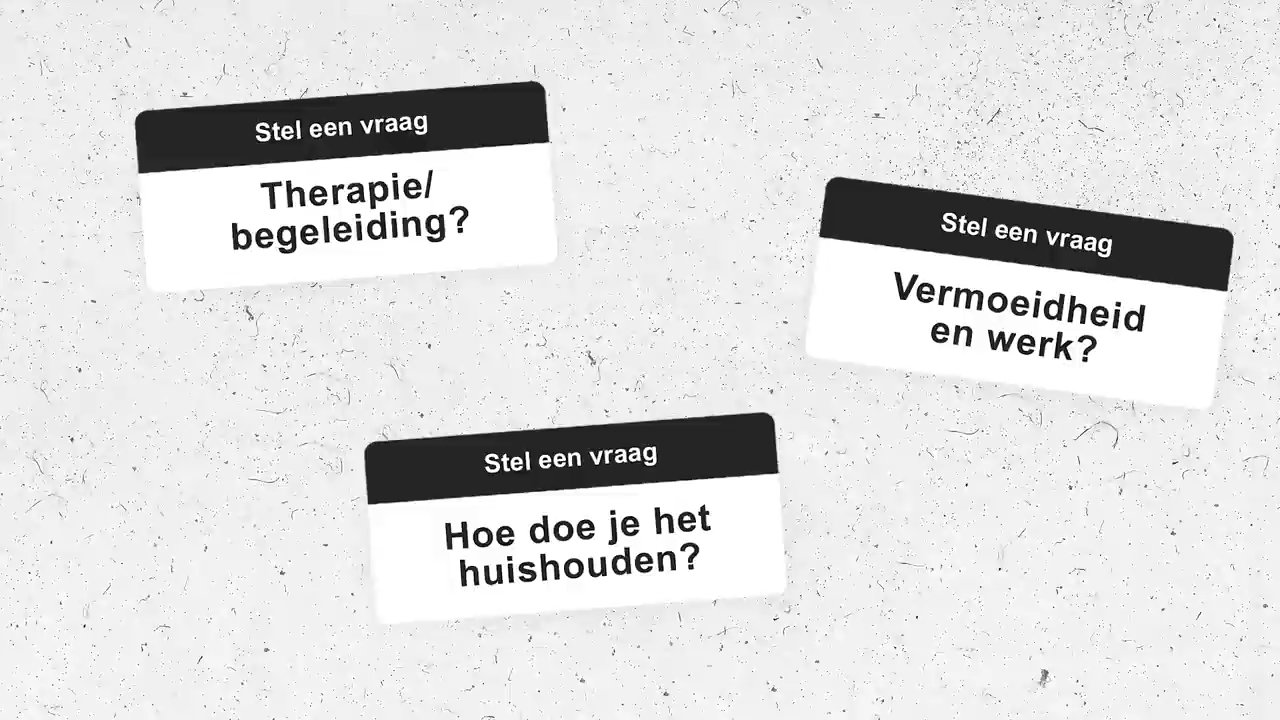 Stel een vraag
Therapie/
begeleiding?
Stel een vraag
Vermoeidheid
en werk?
Stel een vraag
Hoe doe je het
huishouden?